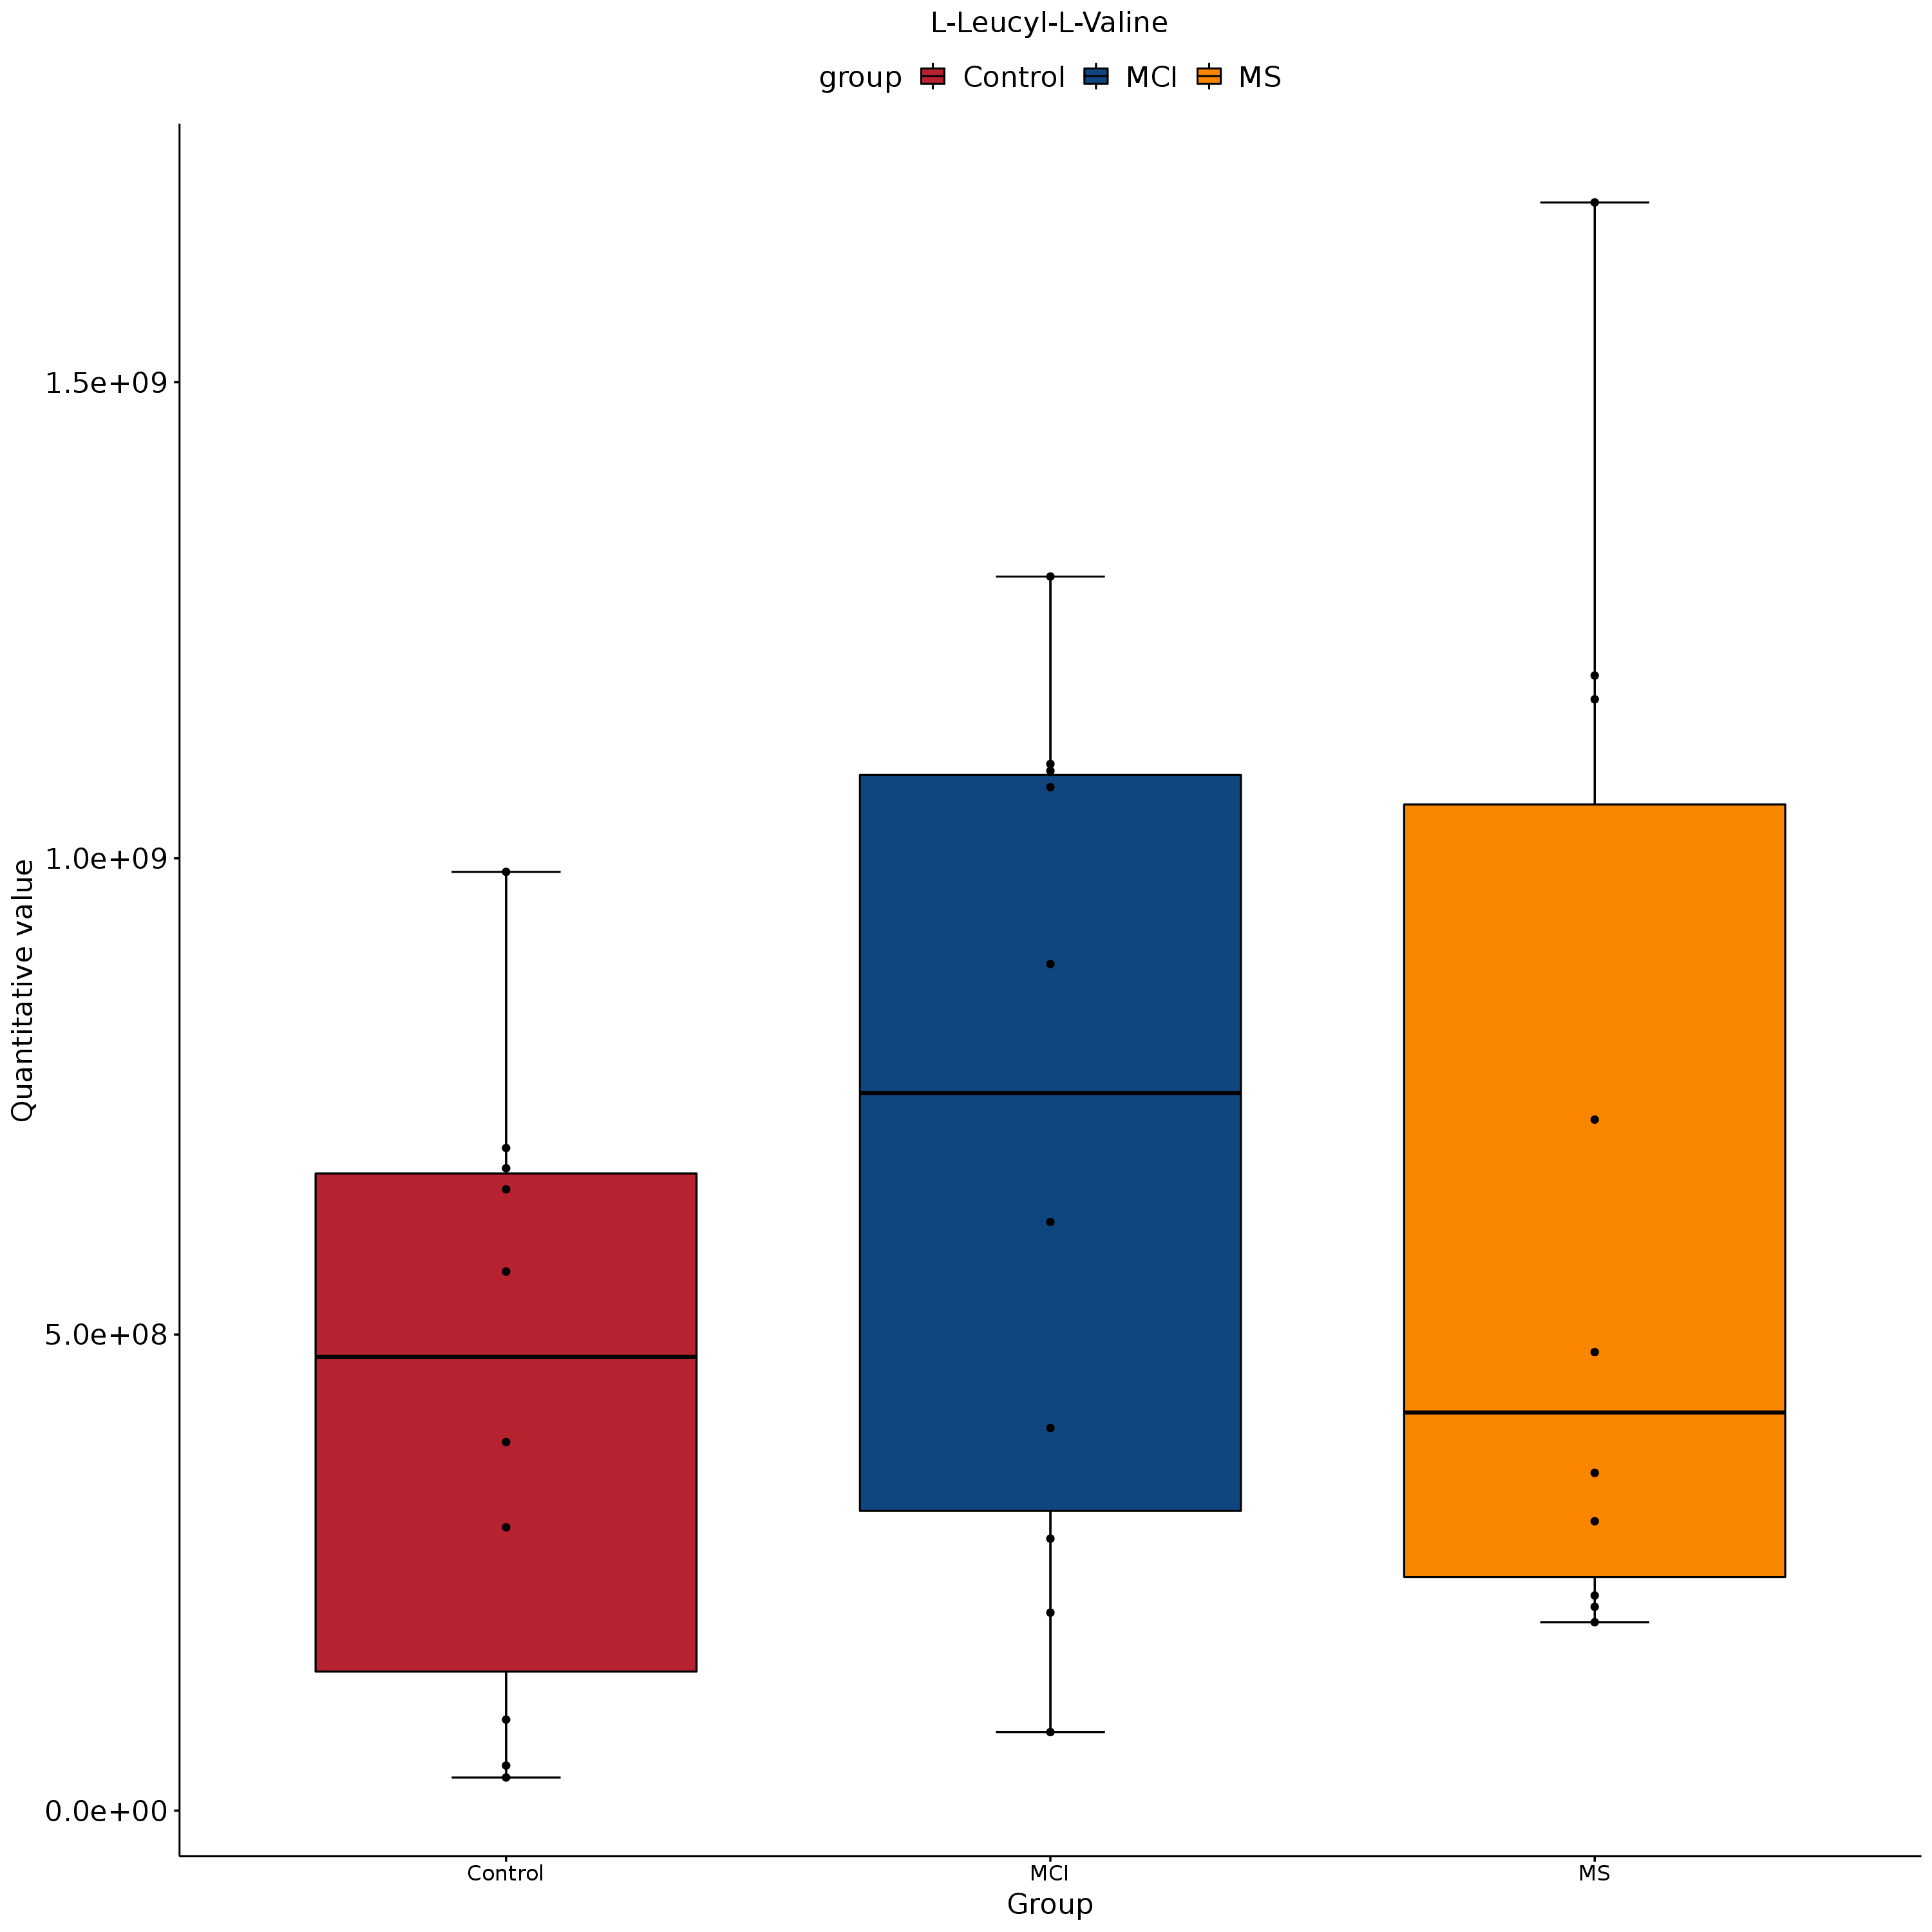 L-Leucyl-L-Valine
group Control MCI MS
Quantitative value
1.5e+09
1.0e+09
5.0e+08
0.0e+00
Control MCI MS
Group